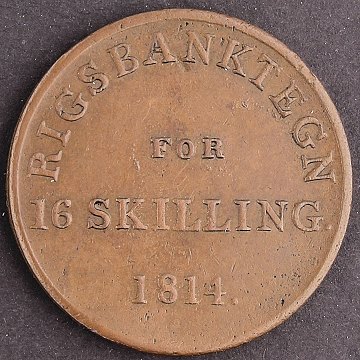 RIGSBANKTEGN
FOR
16 SKILLING.
1814.